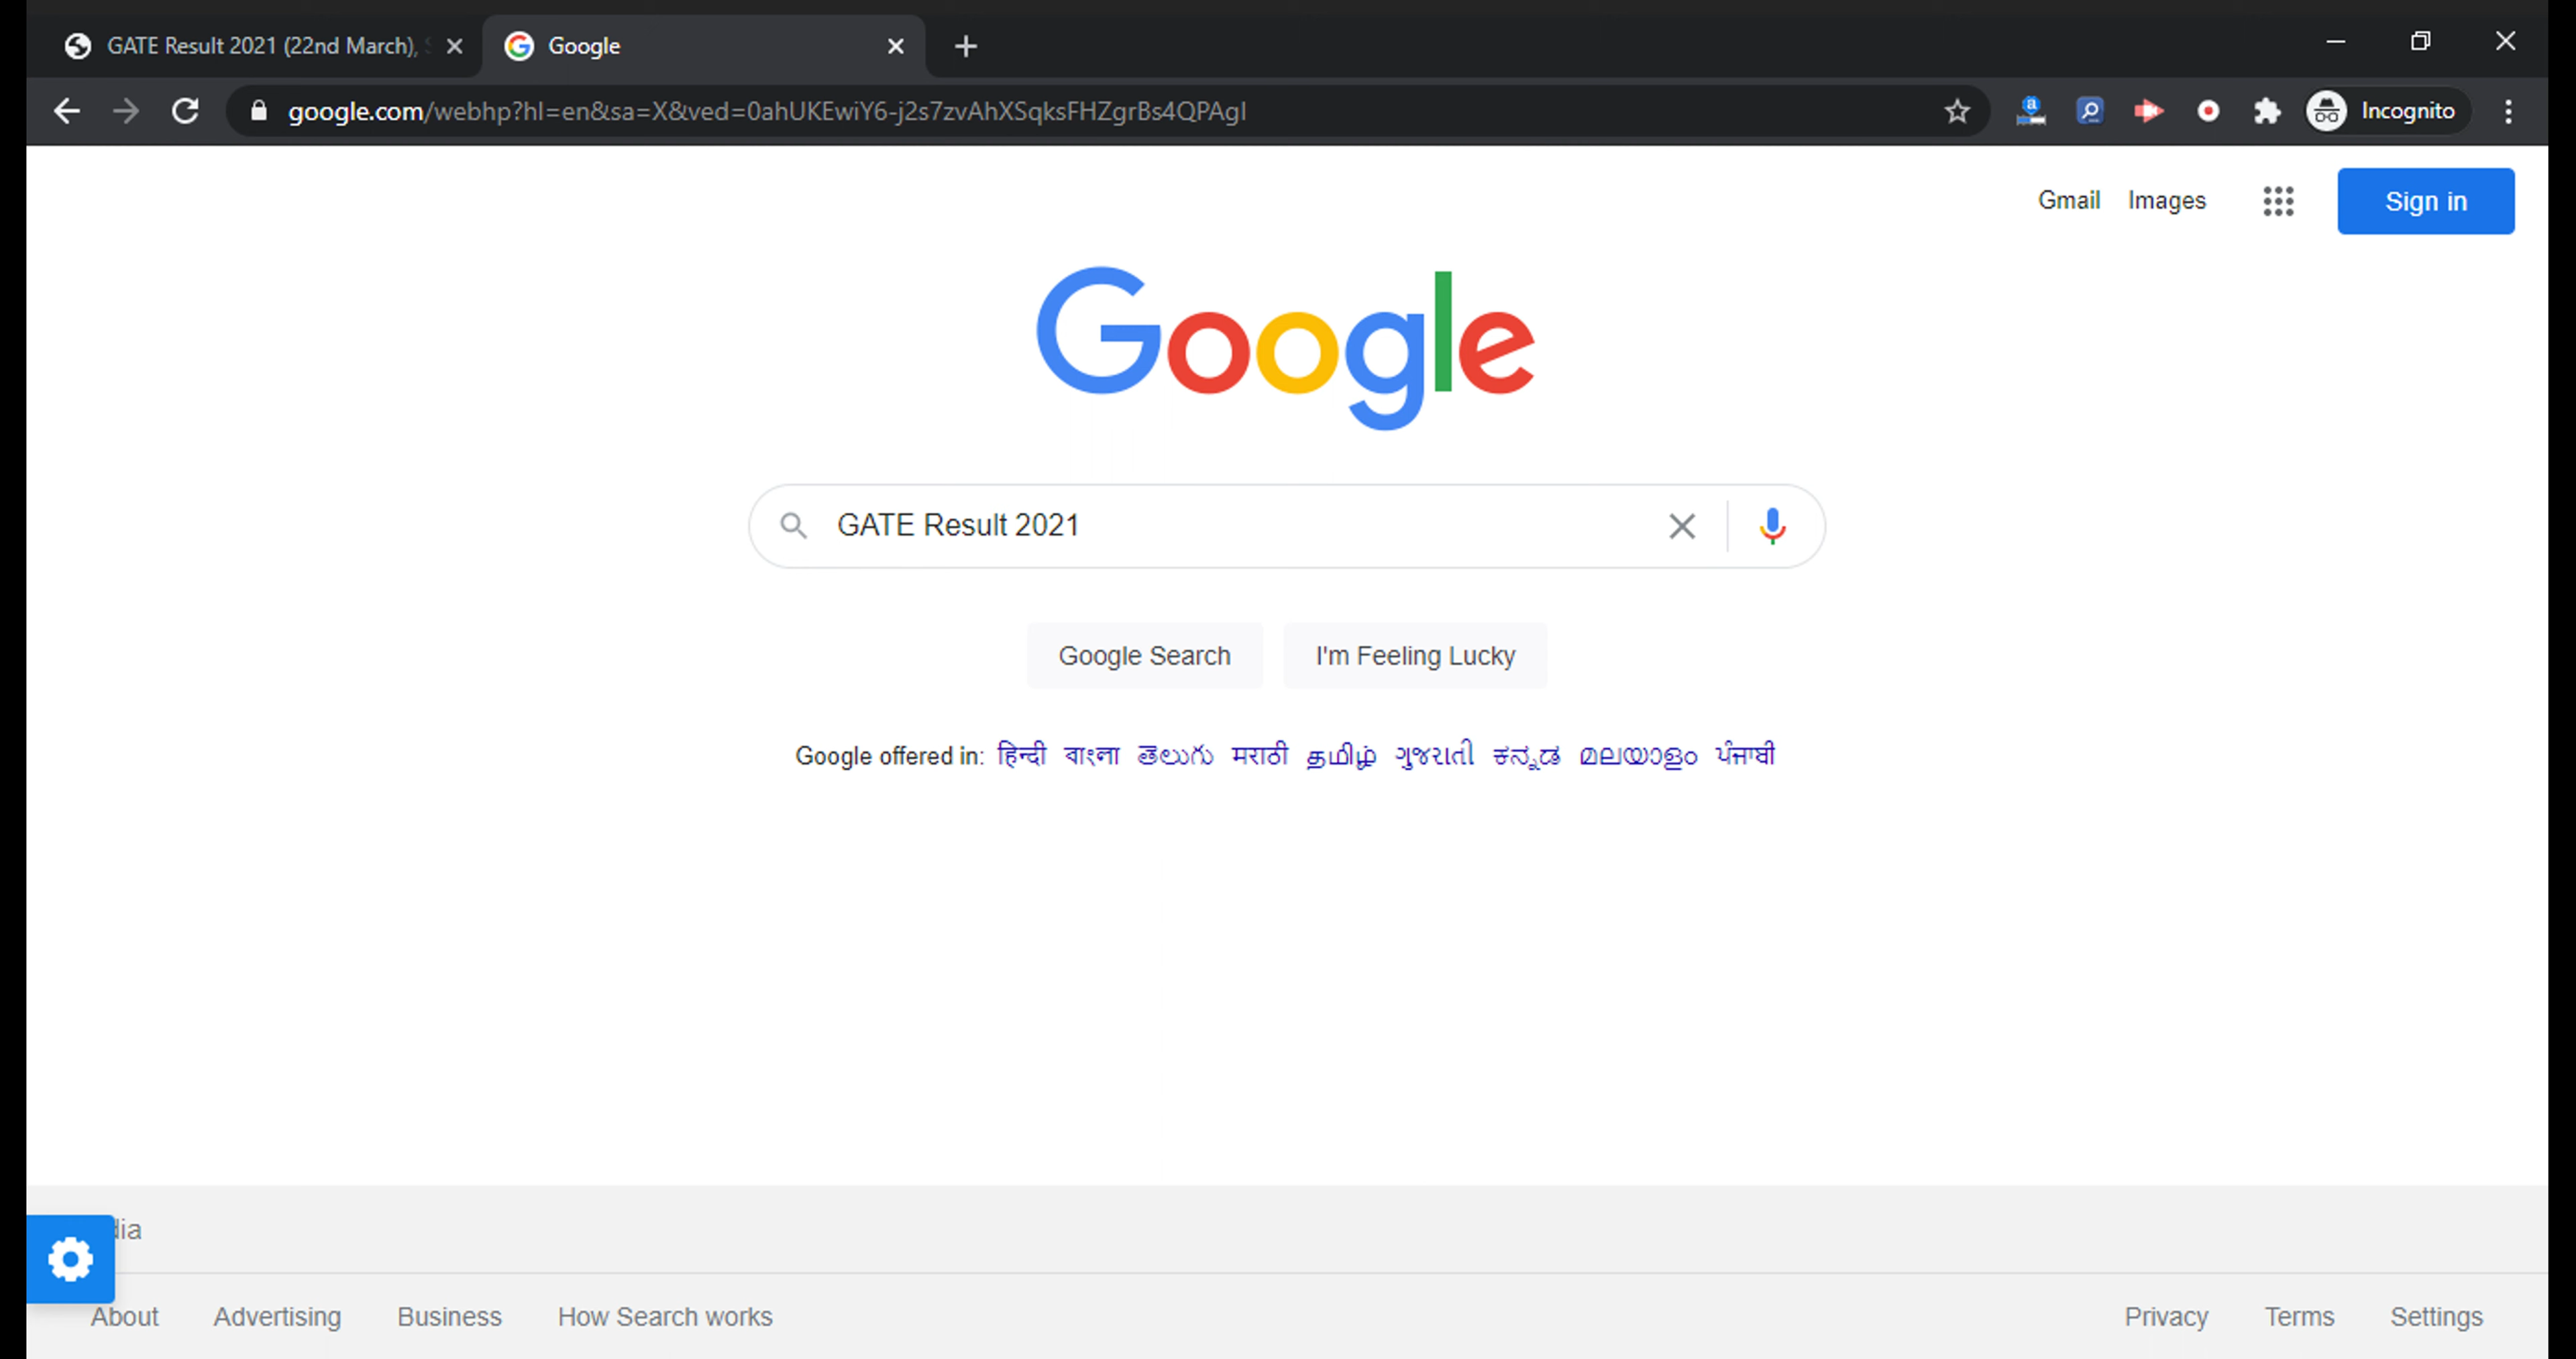 GATE Result 2021 (22nd March),
Google
google.com/webhp?hl=en&sa=X&ved=0ahUKEwiY6-j2s7zvAhXSqksFHZgrBs4QPAgI
Incognito
Gmail Images Sign in
Google
GATE Result 2021
Google Search I'm Feeling Lucky
Google offered in: हिन्दी বাংলা తెలుగు मराठी தமிழ் ગુજરાતી ಕನ್ನಡ മലയാളം ਪੰਜਾਬੀ
About Advertising Business How Search works Privacy Terms Settings